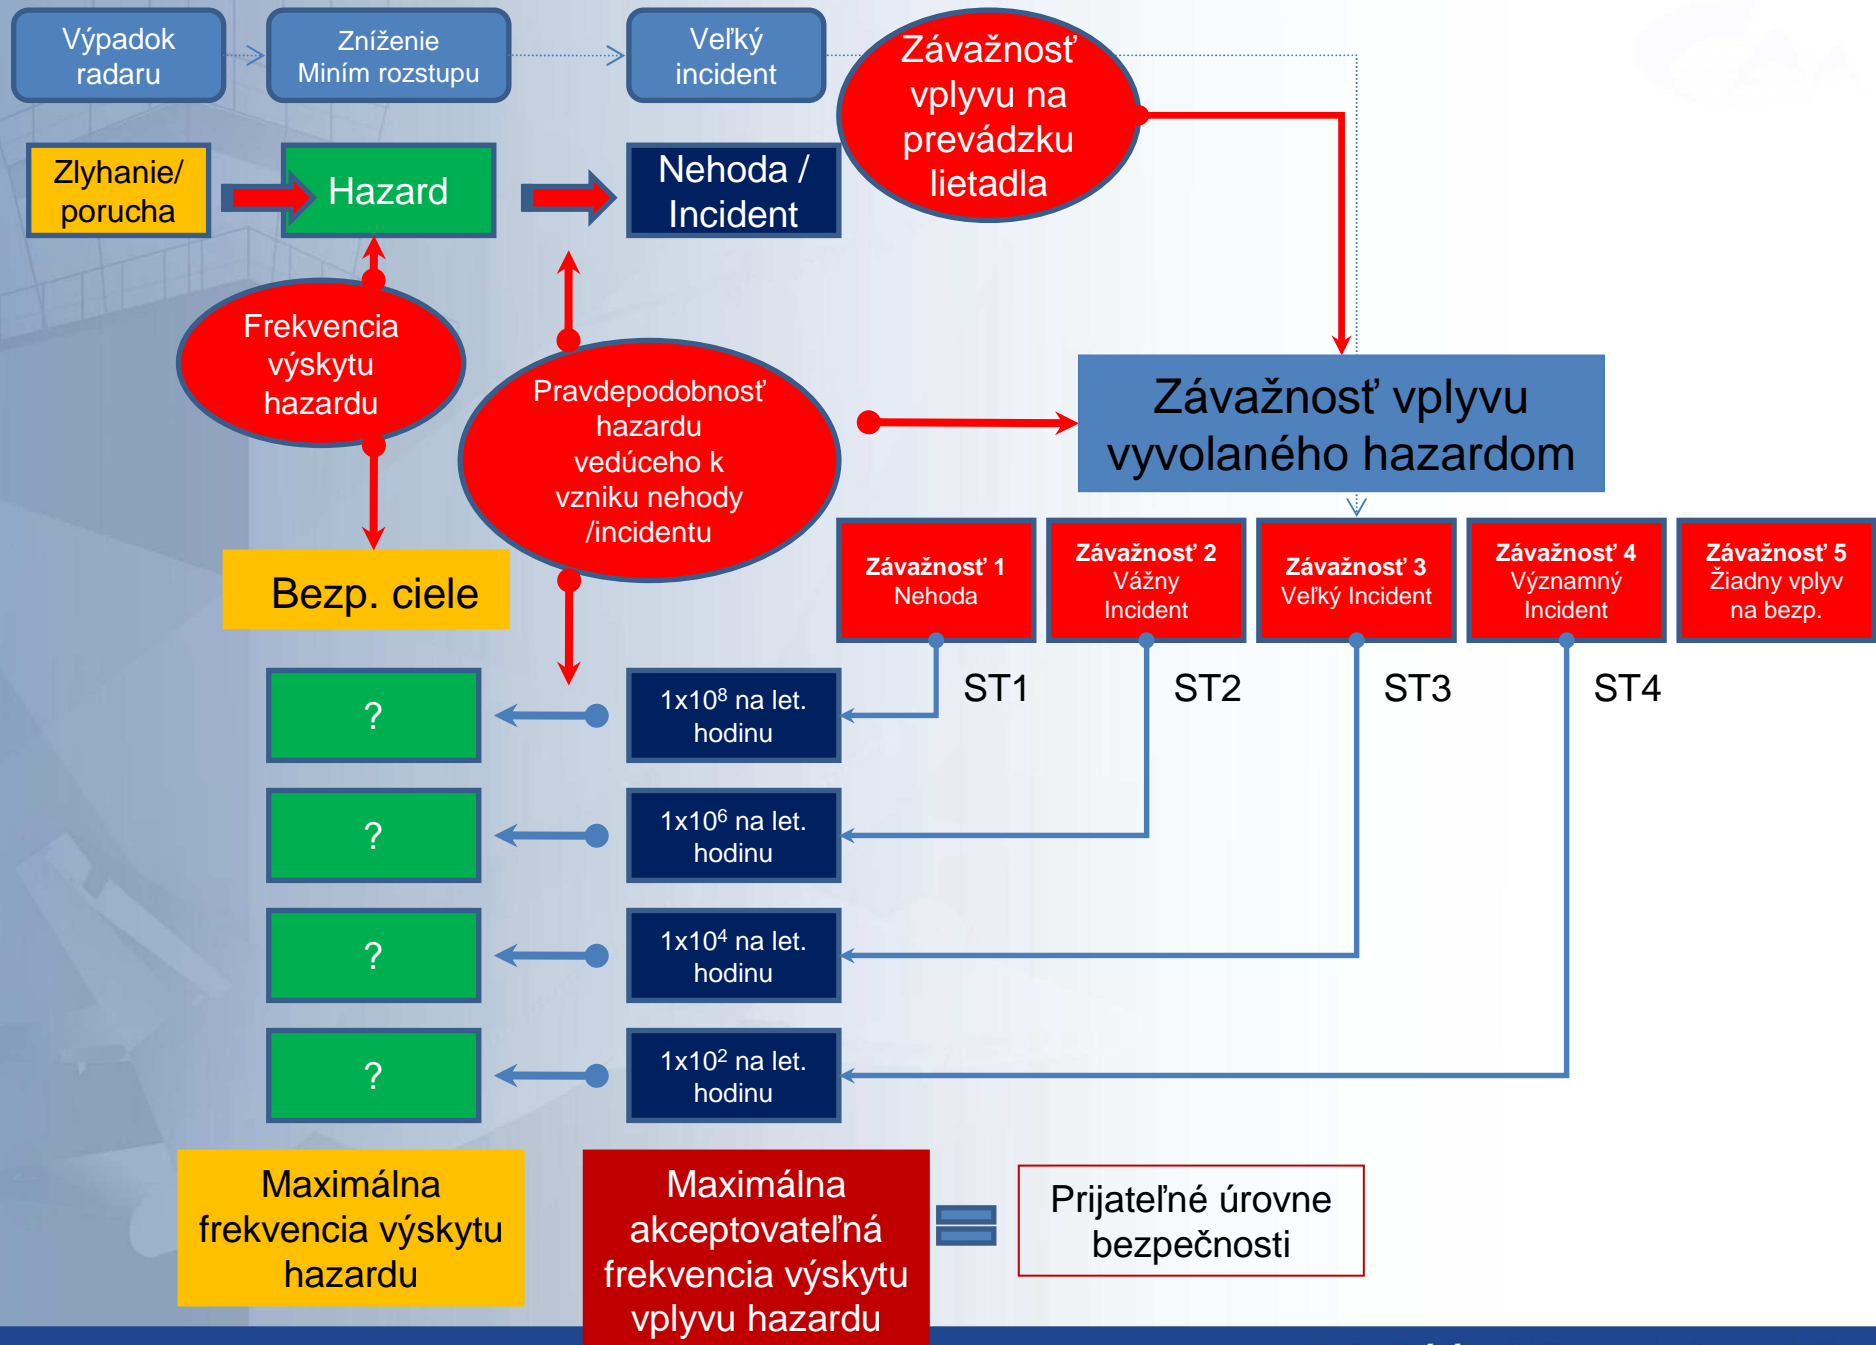 Výpadok
radaru
Zníženie
Miním rozstupu
Veľký
incident
Závažnosť
vplyvu na
prevádzku
lietadla
Zlyhanie/
porucha
Hazard
Nehoda /
Incident
Frekvencia
výskytu
hazardu
Pravdepodobnosť
hazardu
vedúceho k
vzniku nehody
/incidentu
Závažnosť vplyvu
vyvolaného hazardom
Bezp. ciele
Závažnosť 1
Nehoda
Závažnosť 2
Vážny
Incident
Závažnosť 3
Veľký Incident
Závažnosť 4
Významný
Incident
Závažnosť 5
Žiadny vplyv
na bezp.
ST1
ST2
ST3
ST4
?
1x10⁸ na let.
hodinu
?
1x10⁶ na let.
hodinu
?
1x10⁴ na let.
hodinu
?
1x10² na let.
hodinu
Maximálna
frekvencia výskytu
hazardu
Maximálna
akceptovateľná
frekvencia výskytu
vplyvu hazardu
Prijateľné úrovne
bezpečnosti